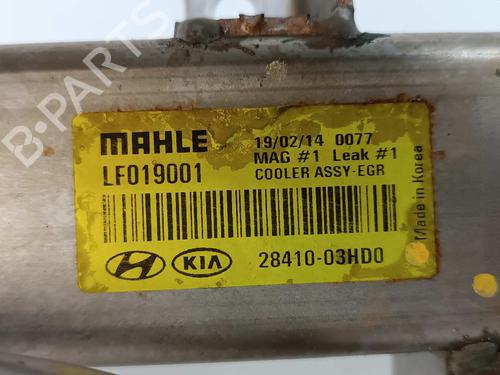 B-PARTS
MAHLE
19/02/14 0077
MAG #1 Leak #1
LF019001
COOLER ASSY-EGR
HYUNDAI KIA
28410-03HD0
Made in Korea